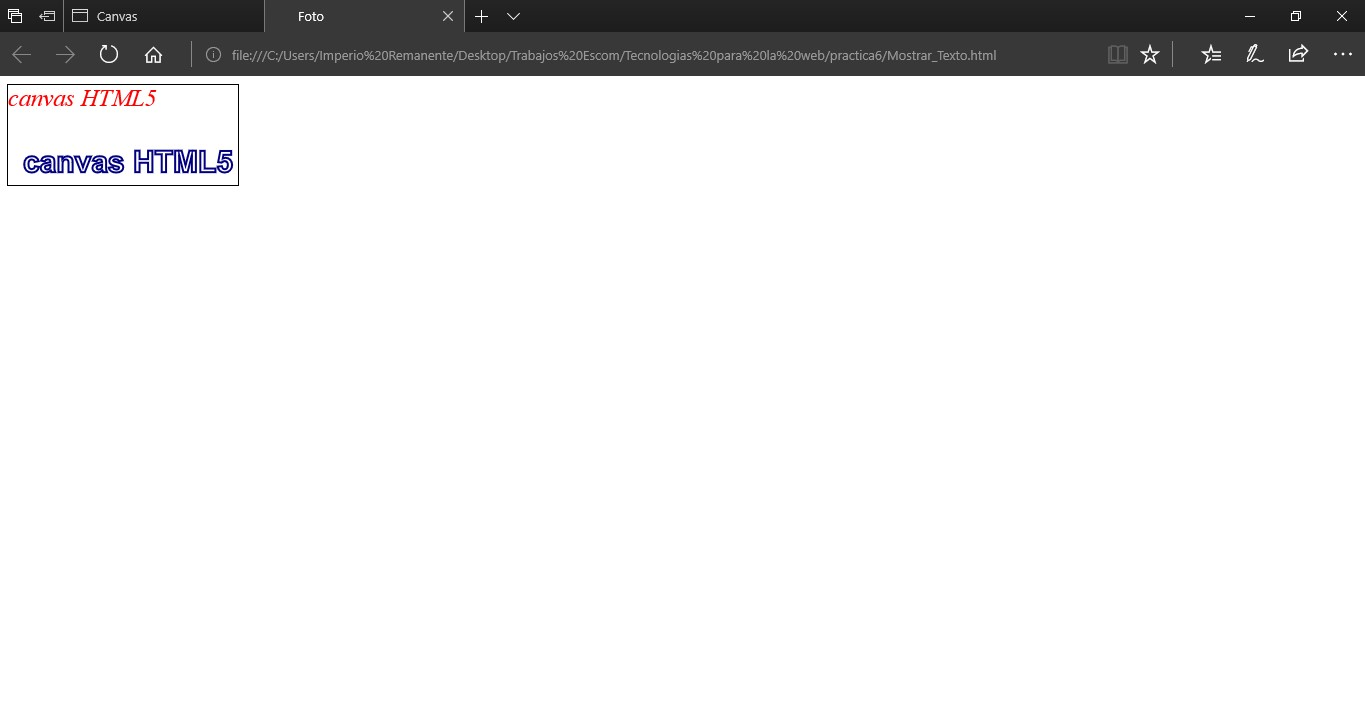 Canvas
Foto
file:///C:/Users/Imperio%20Remanente/Desktop/Trabajos%20Escom/Tecnologias%20para%20la%20web/practica6/Mostrar_Texto.html
canvas HTML5
canvas HTML5